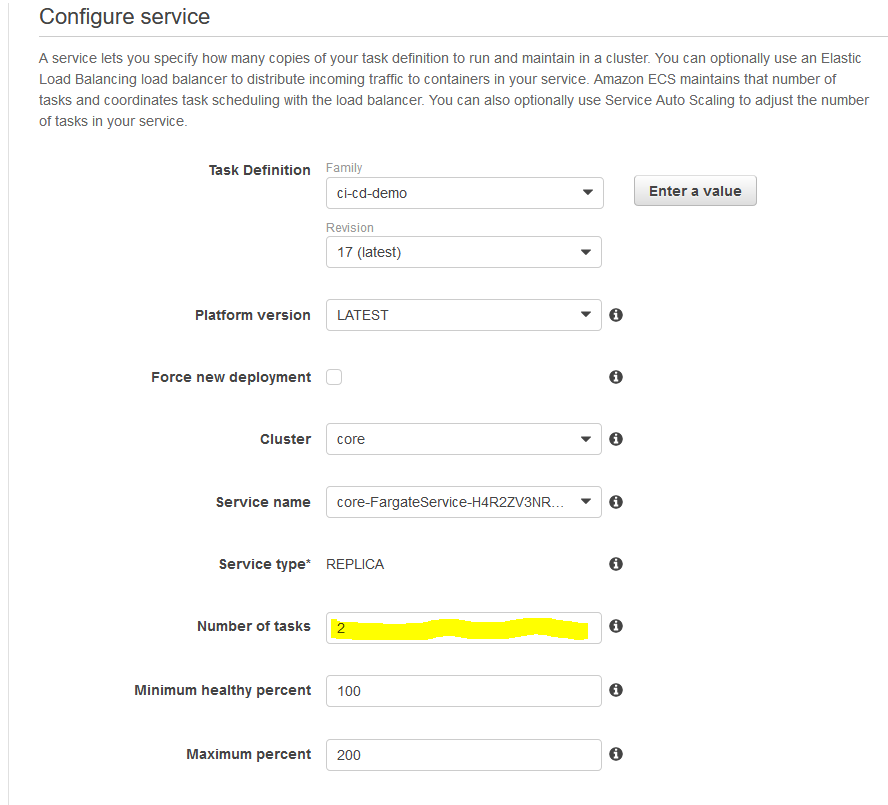 Configure service
A service lets you specify how many copies of your task definition to run and maintain in a cluster. You can optionally use an Elastic
Load Balancing load balancer to distribute incoming traffic to containers in your service. Amazon ECS maintains that number of
tasks and coordinates task scheduling with the load balancer. You can also optionally use Service Auto Scaling to adjust the number
of tasks in your service.
Task Definition
Family
ci-cd-demo
Enter a value
Revision
17 (latest)
Platform version
LATEST
Force new deployment
Cluster
core
Service name
core-FargateService-H4R2ZV3NR...
Service type*
REPLICA
Number of tasks
2
Minimum healthy percent
100
Maximum percent
200